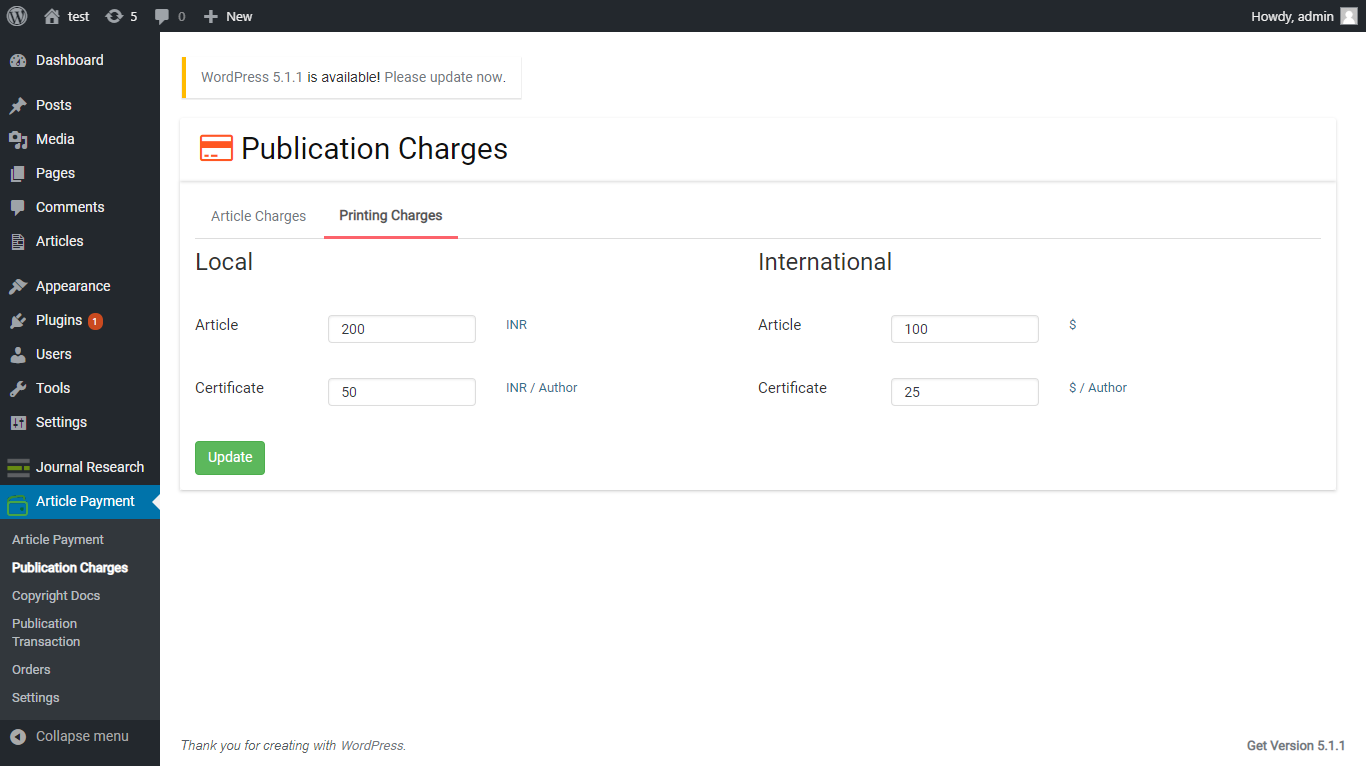 test 5 0 New Howdy, admin
Dashboard
Posts
Media
Pages
Comments
Articles
Appearance
Plugins 1
Users
Tools
Settings
Journal Research
Article Payment
Article Payment
Publication Charges
Copyright Docs
Publication
Transaction
Orders
Settings
Collapse menu
WordPress 5.1.1 is available! Please update now.
Publication Charges
Article Charges Printing Charges
Local International
Article 200 INR Article 100 $
Certificate 50 INR / Author Certificate 25 $ / Author
Update
Thank you for creating with WordPress. Get Version 5.1.1